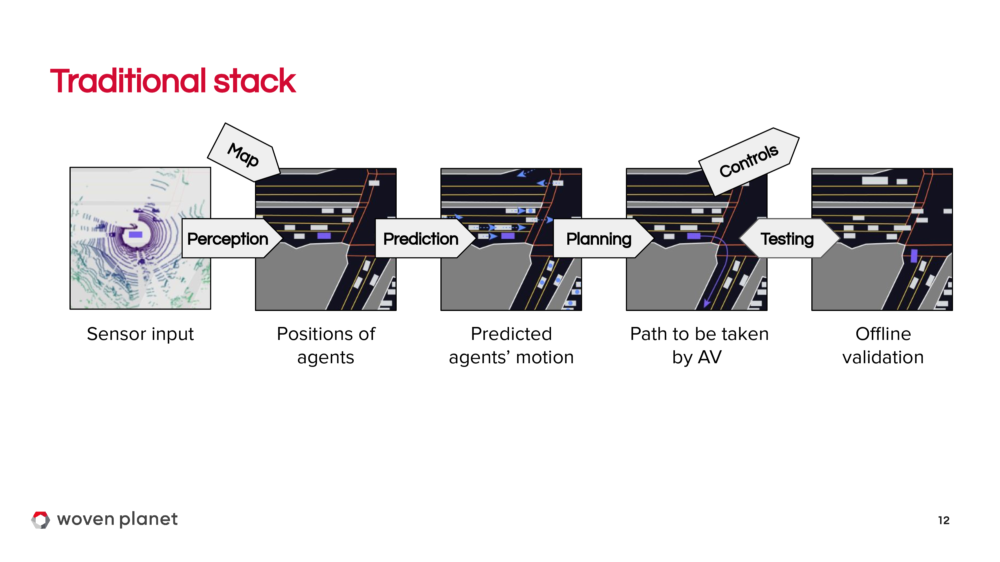 Traditional stack
Map
Controls
Perception
Prediction
Planning
Testing
Sensor input
Positions of
agents
Predicted
agents’ motion
Path to be taken
by AV
Offline
validation
woven planet
12